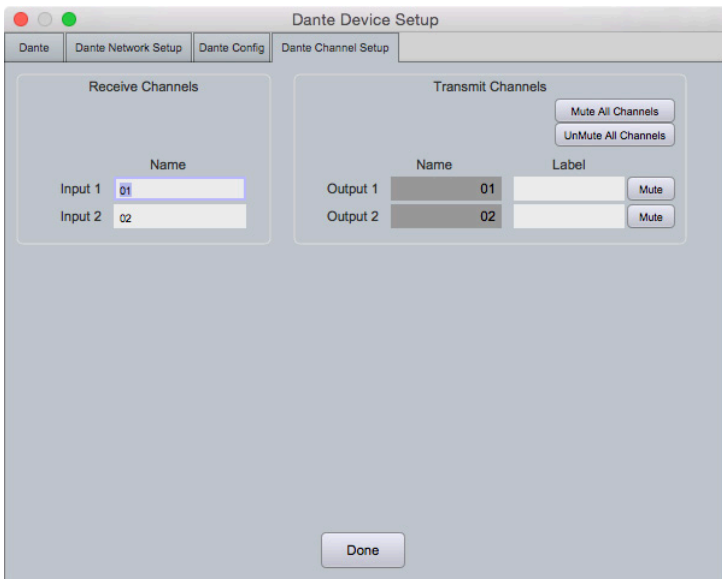 Dante Device Setup
Dante Dante Network Setup Dante Config Dante Channel Setup
Receive Channels
Name
Input 1 01
Input 2 02
Transmit Channels
Mute All Channels
UnMute All Channels
Name Label
Output 1 01 Mute
Output 2 02 Mute
Done